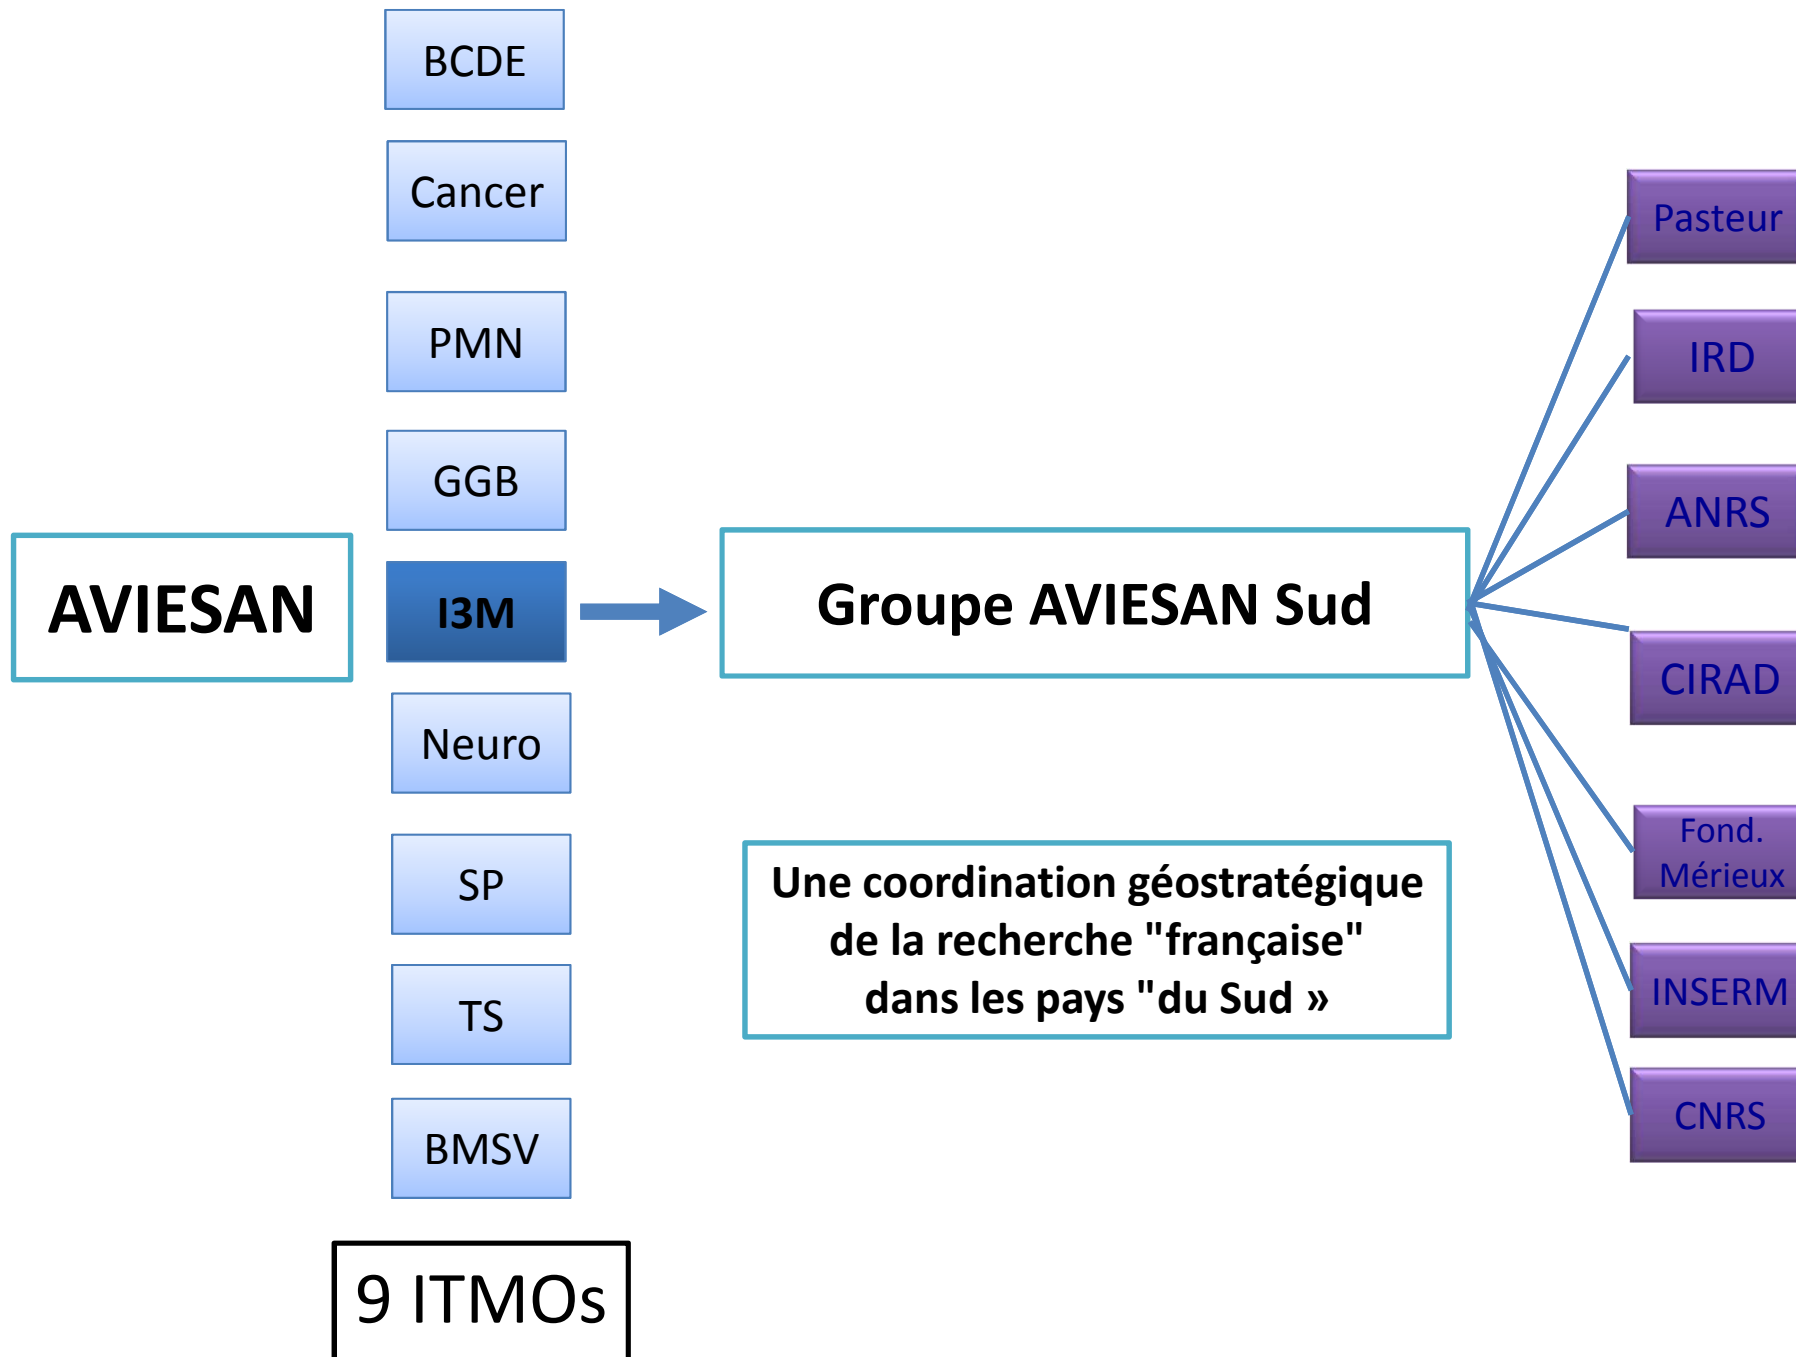 AVIESAN
BCDE
Cancer
PMN
GGB
I3M
Neuro
SP
TS
BMSV
9 ITMOs
Groupe AVIESAN Sud
Une coordination géostratégique
de la recherche "française"
dans les pays "du Sud »
Pasteur
IRD
ANRS
CIRAD
Fond.
Mérieux
INSERM
CNRS